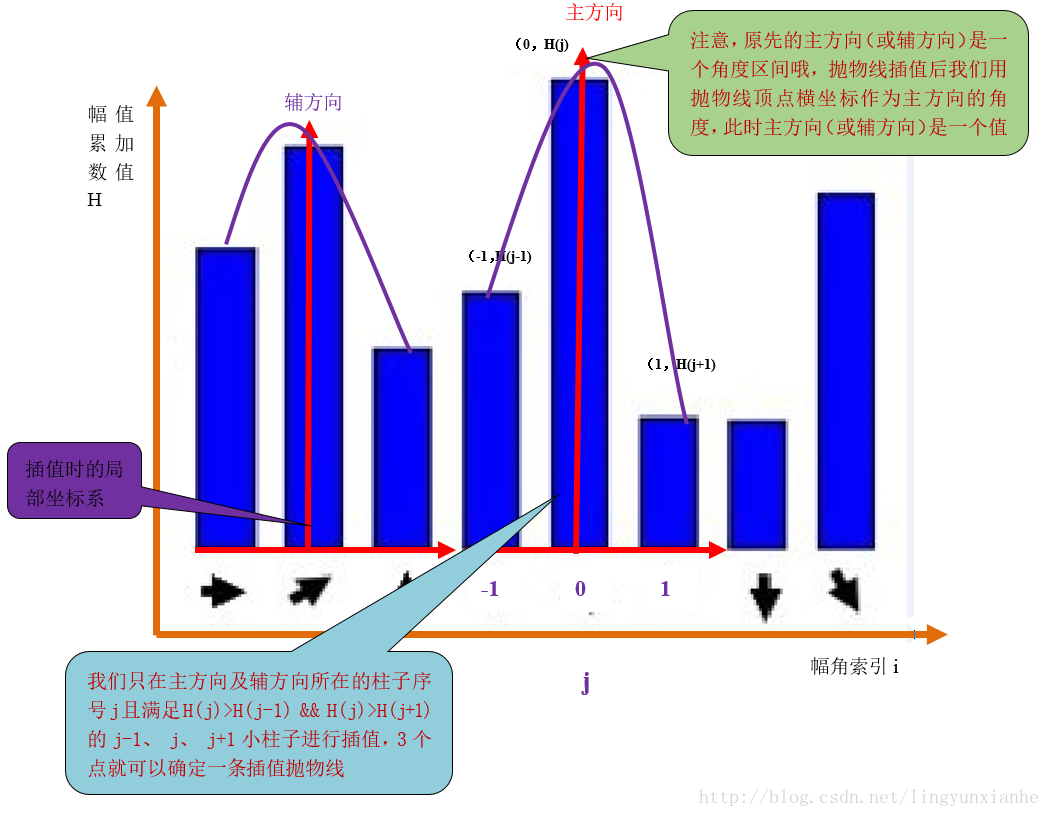 主方向
(0, H(j)
注意,原先的主方向(或辅方向)是一
个角度区间哦,抛物线插值后我们用
抛物线顶点横坐标作为主方向的角
度,此时主方向(或辅方向)是一个值
辅方向
幅 值
累 加
数 值
H
(-1,H(j-1)
(1, H(j+1)
插值时的局
部坐标系
-1 0 1
幅角索引 i
j
我们只在主方向及辅方向所在的柱子序
号j且满足H(j)>H(j-1) && H(j)>H(j+1)
的 j-1、 j、 j+1 小柱子进行插值, 3 个
点就可以确定一条插值抛物线
http://blog.csdn.net/lingyunxianhe